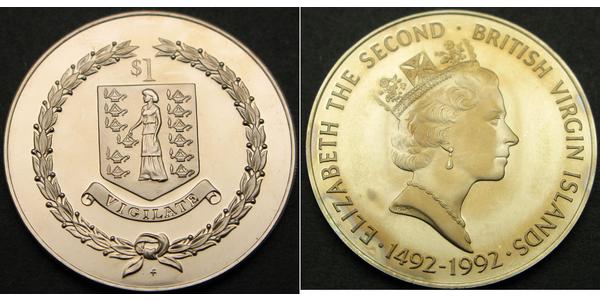 $1
VIGILATE
· ELIZABETH THE SECOND · BRITISH VIRGIN ISLANDS ·
1492-1992